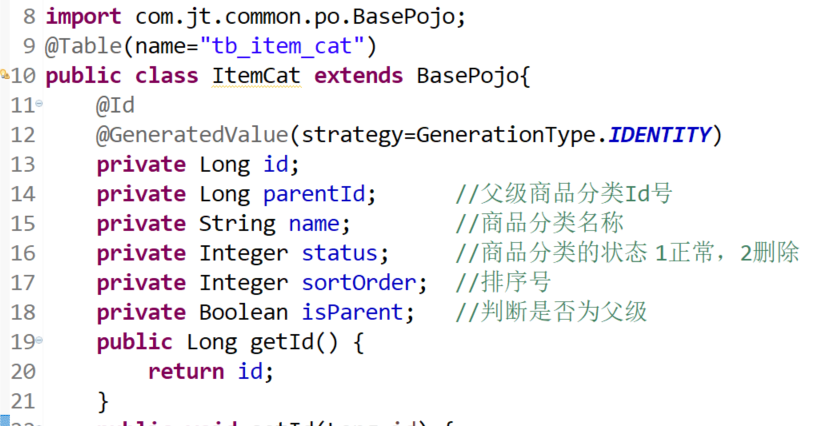 8 import com.jt.common.po.BasePojo;
9 @Table(name="tb_item_cat")
10 public class ItemCat extends BasePojo{
11 @Id
12 @GeneratedValue(strategy=GenerationType.IDENTITY)
13 private Long id;
14 private Long parentId; //父级商品分类Id号
15 private String name; //商品分类名称
16 private Integer status; //商品分类的状态 1正常，2删除
17 private Integer sortOrder; //排序号
18 private Boolean isParent; //判断是否为父级
19 public Long getId() {
20 return id;
21 }